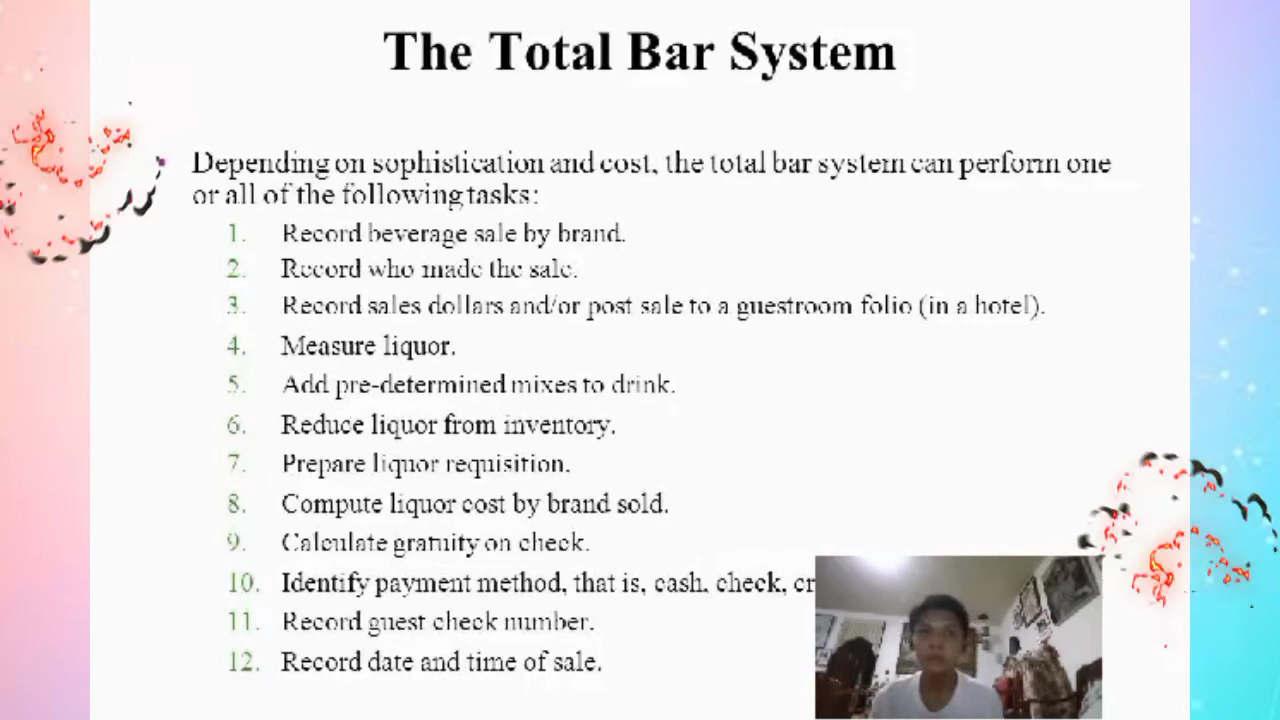 The Total Bar System
Depending on sophistication and cost, the total bar system can perform one
or all of the following tasks:
1. Record beverage sale by brand.
2. Record who made the sale.
3. Record sales dollars and/or post sale to a guestroom folio (in a hotel).
4. Measure liquor.
5. Add pre-determined mixes to drink.
6. Reduce liquor from inventory.
7. Prepare liquor requisition.
8. Compute liquor cost by brand sold.
9. Calculate gratuity on check.
10. Identify payment method, that is, cash, check,
11. Record guest check number.
12. Record date and time of sale.